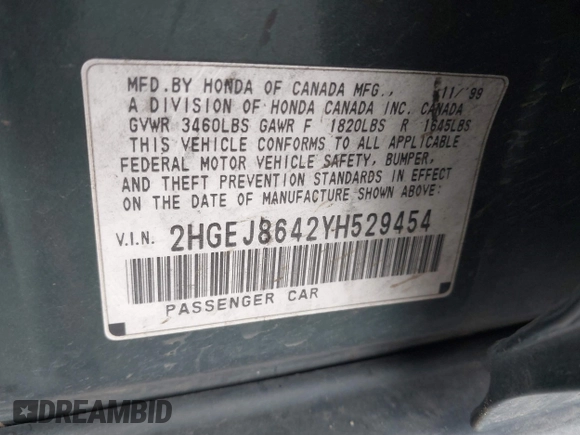 MFD.BY HONDA OF CANADA MFG., 11/'99
A DIVISION OF HONDA CANADA INC. CANADA
GVWR 3460LBS GAWR F 1820LBS R 1645LBS
THIS VEHICLE CONFORMS TO ALL APPLICABLE
FEDERAL MOTOR VEHICLE SAFETY, BUMPER,
AND THEFT PREVENTION STANDARDS IN EFFECT
ON THE DATE OF MANUFACTURE SHOWN ABOVE:
V.I.N. 2HGEJ8642YH529454
PASSENGER CAR
DREAMBID